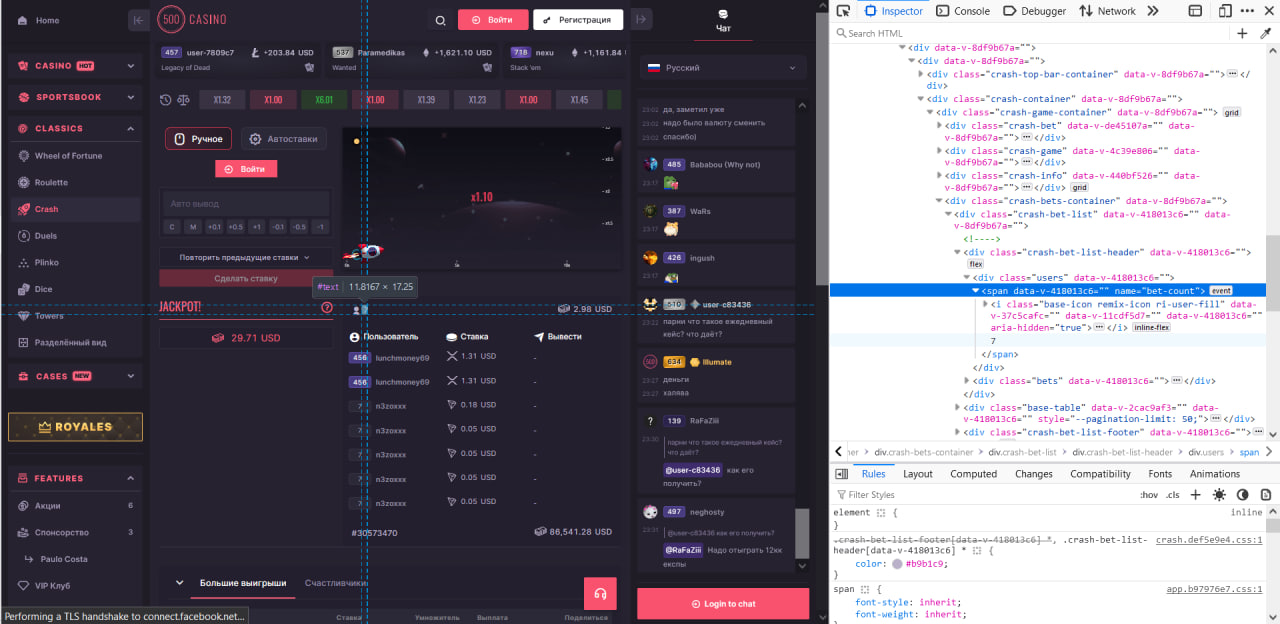 Home
500 CASINO
Войти
Регистрация
Чат
457 user-7809c7 +203.84 USD
Legacy of Dead
537 Paramedikas +1,621.10 USD
Wanted
718 nexu +1,161.84
Stack 'em
CASINO HOT
SPORTSBOOK
CLASSICS
Wheel of Fortune
Roulette
Crash
Duels
Plinko
Dice
Towers
Разделённый вид
CASES NEW
ROYALES
FEATURES
Акции 6
Спонсорство 3
Paulo Costa
VIP Клуб
Performing a TLS handshake to connect.facebook.net...
X1.32 X1.00 X6.01 X1.00 X1.39 X1.23 X1.00 X1.45
Ручное Автоставки
Войти
Авто вывод
C M +0.1 +0.5 +1 -0.1 -0.5 -1
Повторить предыдущие ставки
Сделать ставку
JACKPOT!
29.71 USD
x1.10
#text 11.8167 × 17.25
2.98 USD
Пользователь Ставка Вывести
456 lunchmoney69 1.31 USD -
456 lunchmoney69 1.31 USD -
7 n3zoxxx 0.18 USD -
7 n3zoxxx 0.05 USD -
7 n3zoxxx 0.05 USD -
7 n3zoxxx 0.05 USD -
7 n3zoxxx 0.05 USD -
#30573470 86,541.28 USD
Большие выигрыши Счастливчики
Ставка Умножитель Выплата Поделиться
Русский
23:02 да, заметил уже
23:02 надо было валюту сменить
23:02 спасибо)
485 Bababou (Why not)
23:17
387 WaRs
23:17
426 ingush
23:17
510 user-c83436
23:22 парни что такое ежедневный
кейс? что даёт?
634 Illumate
23:27 деньги
23:27 халява
? 139 RaFaZiii
23:30 парни что такое ежедневный кейс?
что даёт?
@user-c83436 как его
получить?
497 neghosty
23:31 @user-c83436 как его получить?
@RaFaZiii Надо отыграть 12кк
експы
Login to chat
Inspector Console Debugger Network
Search HTML
<div data-v-8df9b67a="">
<div data-v-8df9b67a="">
<div class="crash-top-bar-container" data-v-8df9b67a=""> </
div>
<div class="crash-container" data-v-8df9b67a="">
<div class="crash-game-container" data-v-8df9b67a=""> grid
<div class="crash-bet" data-v-de45107a="" data-
v-8df9b67a=""> </div>
<div class="crash-game" data-v-4c39e806="" data-
v-8df9b67a=""> </div>
<div class="crash-info" data-v-440bf526="" data-
v-8df9b67a=""> </div> grid
<div class="crash-bets-container" data-v-8df9b67a="">
<div class="crash-bet-list" data-v-418013c6="" data-
v-8df9b67a="">
<!---->
<div class="crash-bet-list-header" data-v-418013c6="">
flex
<div class="users" data-v-418013c6="">
<span data-v-418013c6="" name="bet-count"> event
<i class="base-icon remix-icon ri-user-fill" data-
v-37c5cafc="" data-v-11cdf5d7="" data-v-418013c6=""
aria-hidden="true"> </i> inline-flex
7
</span>
</div>
<div class="bets" data-v-418013c6=""> </div>
</div>
<div class="base-table" data-v-2cac9af3="" data-
v-418013c6="" style="--pagination-limit: 50;"> </div>
<div class="crash-bet-list-footer" data-v-418013c6="">
ner div.crash-bets-container div.crash-bet-list div.crash-bet-list-header div.users span
Rules Layout Computed Changes Compatibility Fonts Animations
Filter Styles :hov .cls
element { inline
}
.crash-bet-list-footer[data-v-418013c6] *, .crash-bet-list- crash.def5e9e4.css:1
header[data-v-418013c6] * {
color: #b9b1c9;
}
span { app.b97976e7.css:1
font-style: inherit;
font-weight: inherit;